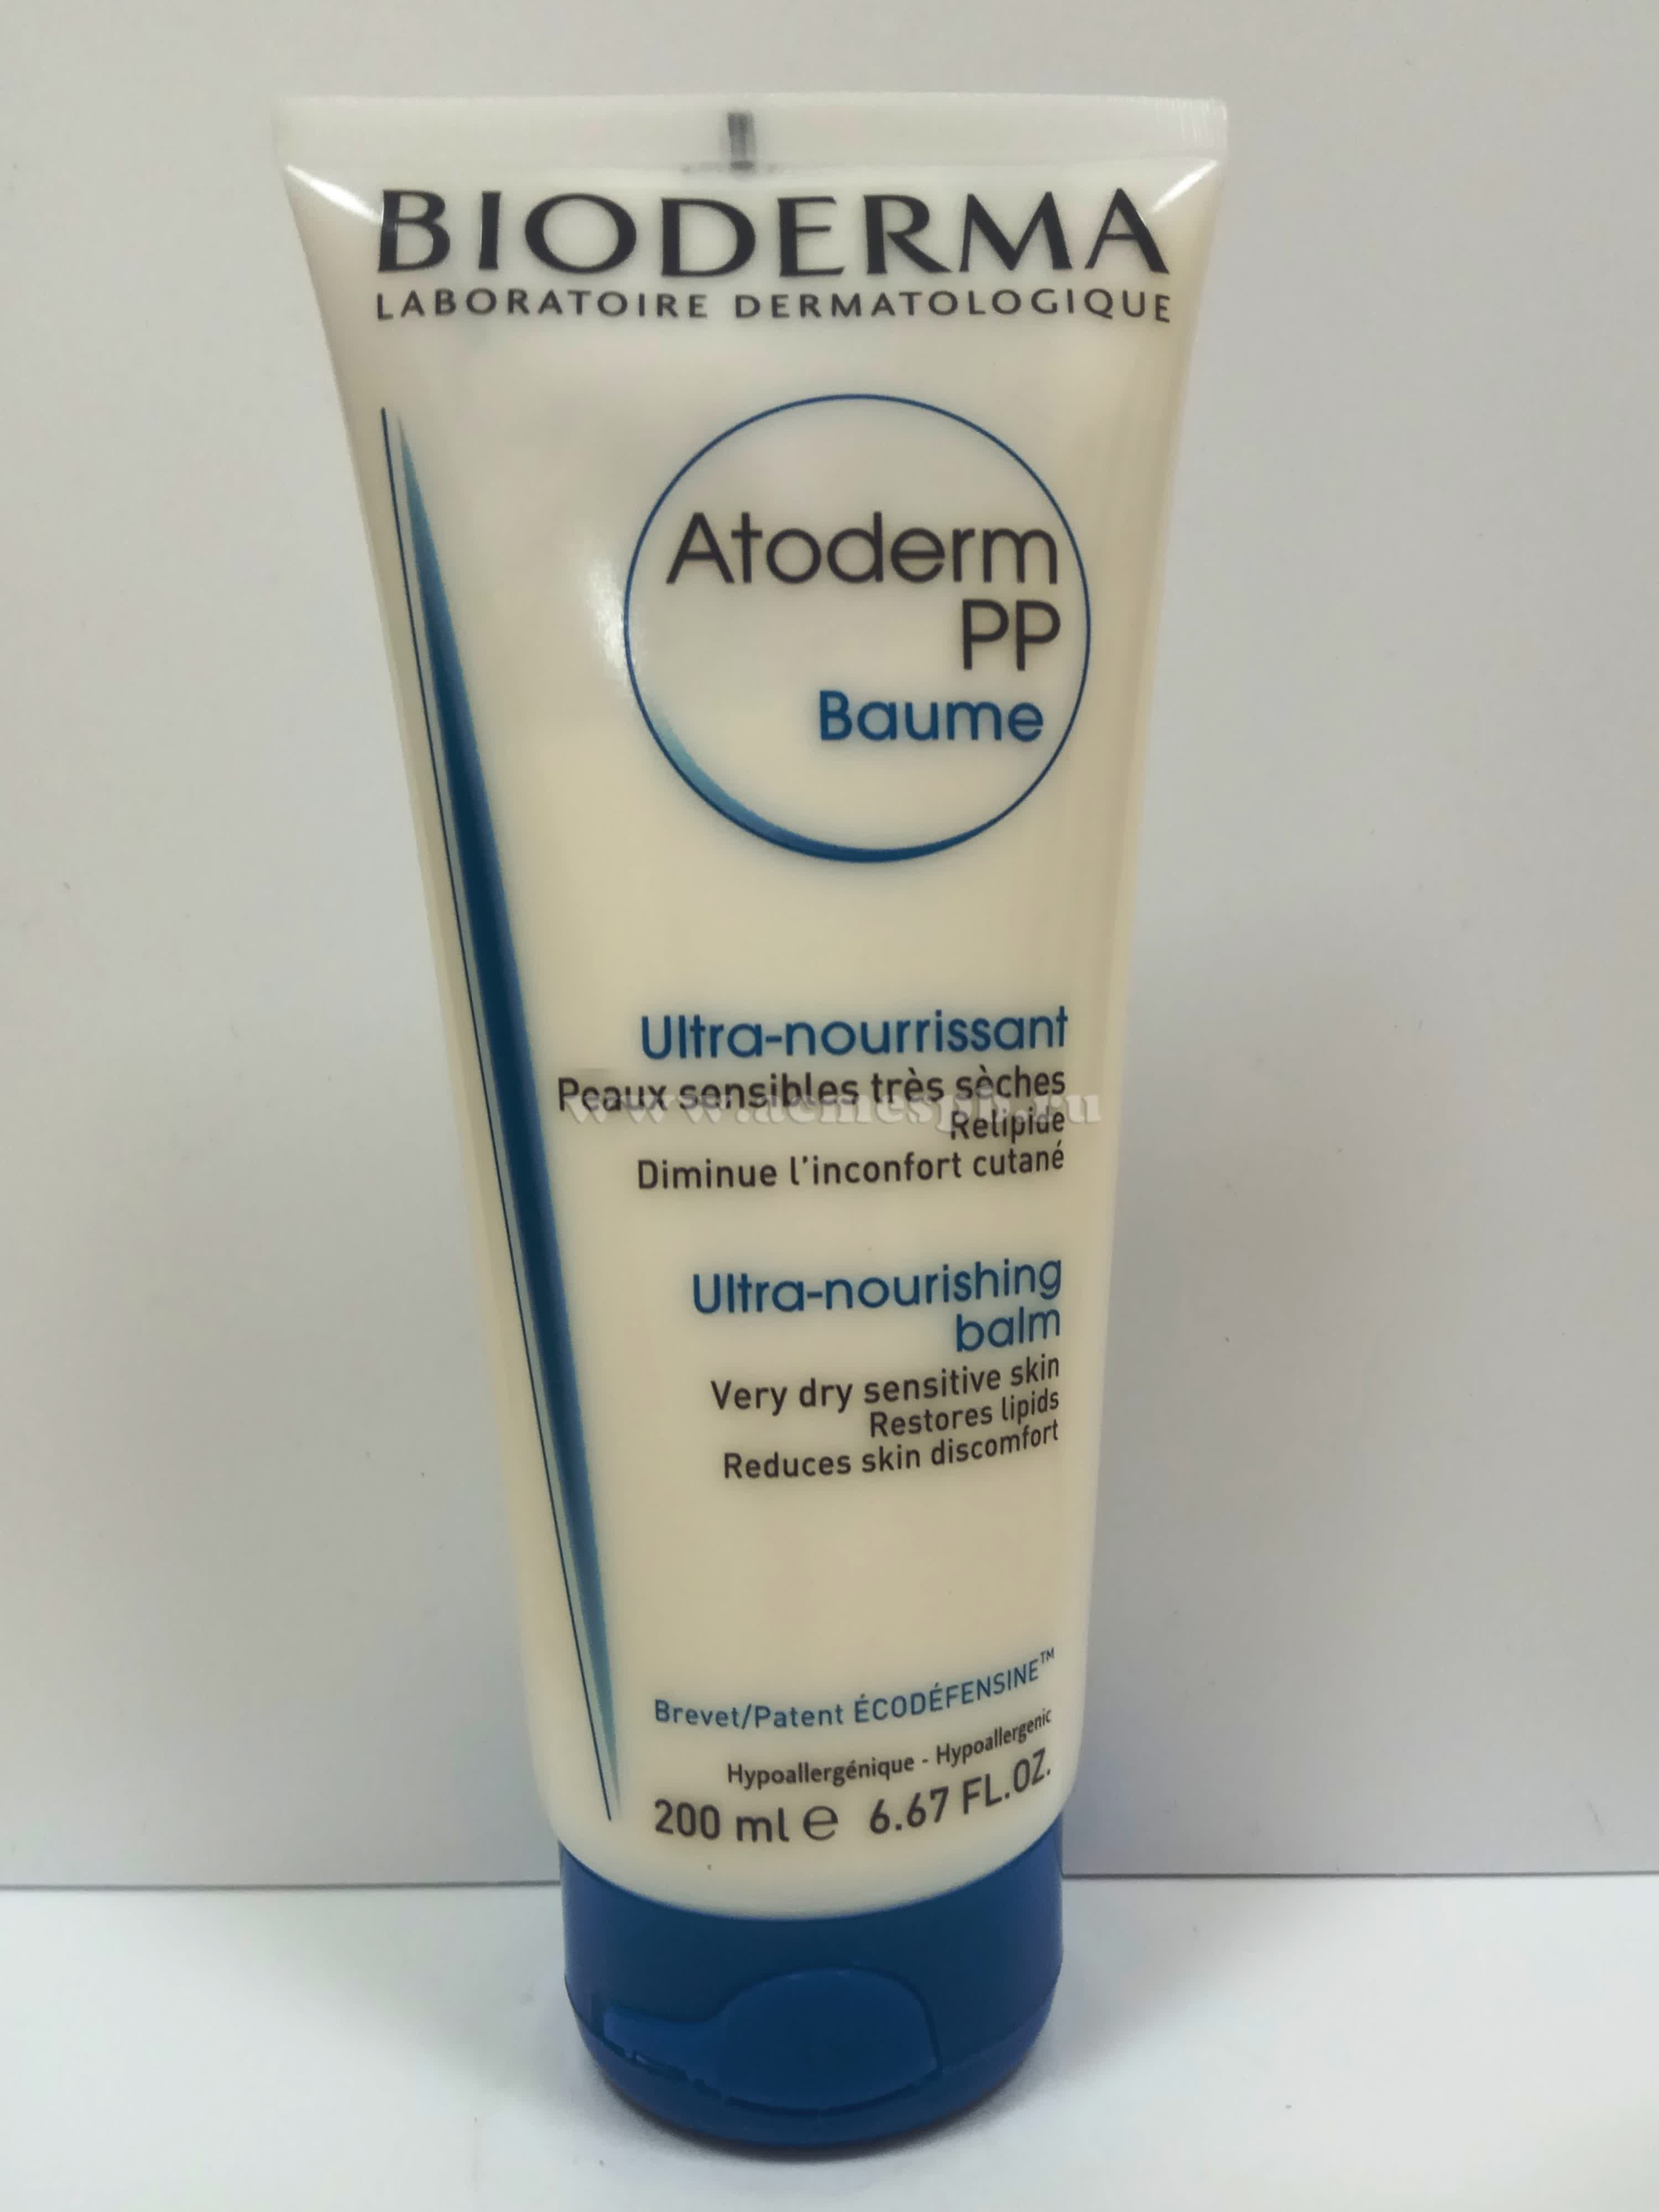 BIODERMA
LABORATOIRE DERMATOLOGIQUE
Atoderm
PP
Baume
Ultra-nourrissant
Peaux sensibles très sèches
Relipide
Diminue l'inconfort cutané
Ultra-nourishing
balm
Very dry sensitive skin
Restores lipids
Reduces skin discomfort
Brevet/Patent ÉCODÉFENSINE™
Hypoallergénique - Hypoallergenic
200 ml e 6.67 FL.OZ.